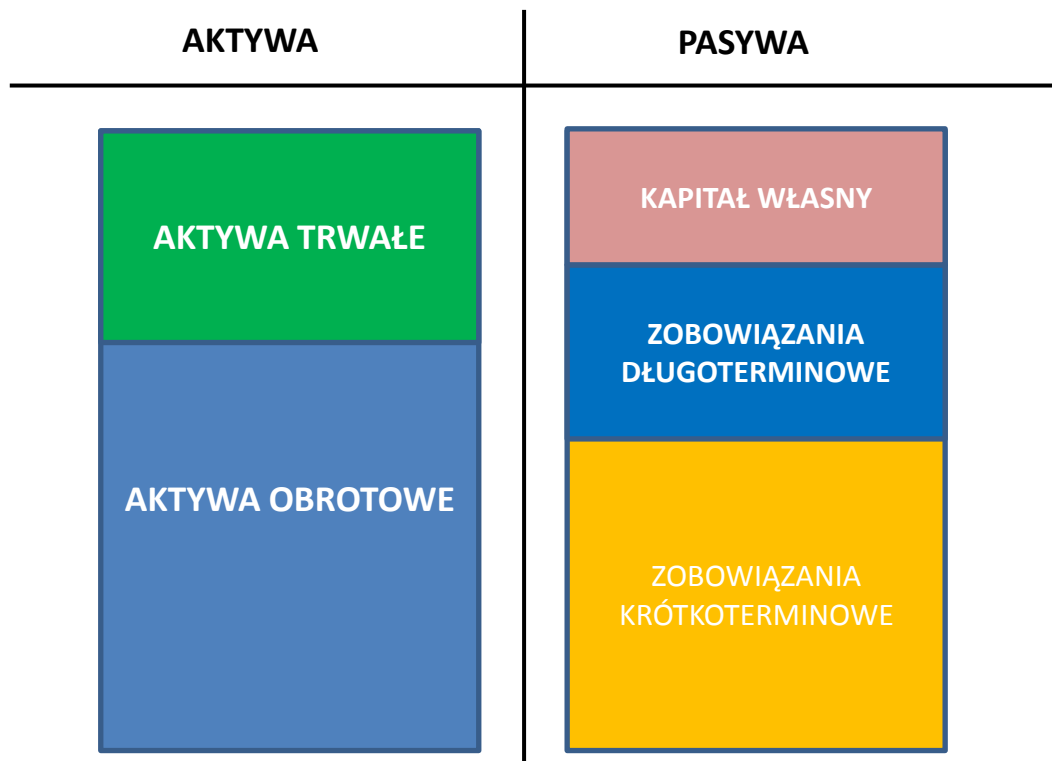 AKTYWA
PASYWA
AKTYWA TRWAŁE
AKTYWA OBROTOWE
KAPITAŁ WŁASNY
ZOBOWIĄZANIA
DŁUGOTERMINOWE
ZOBOWIĄZANIA
KRÓTKOTERMINOWE